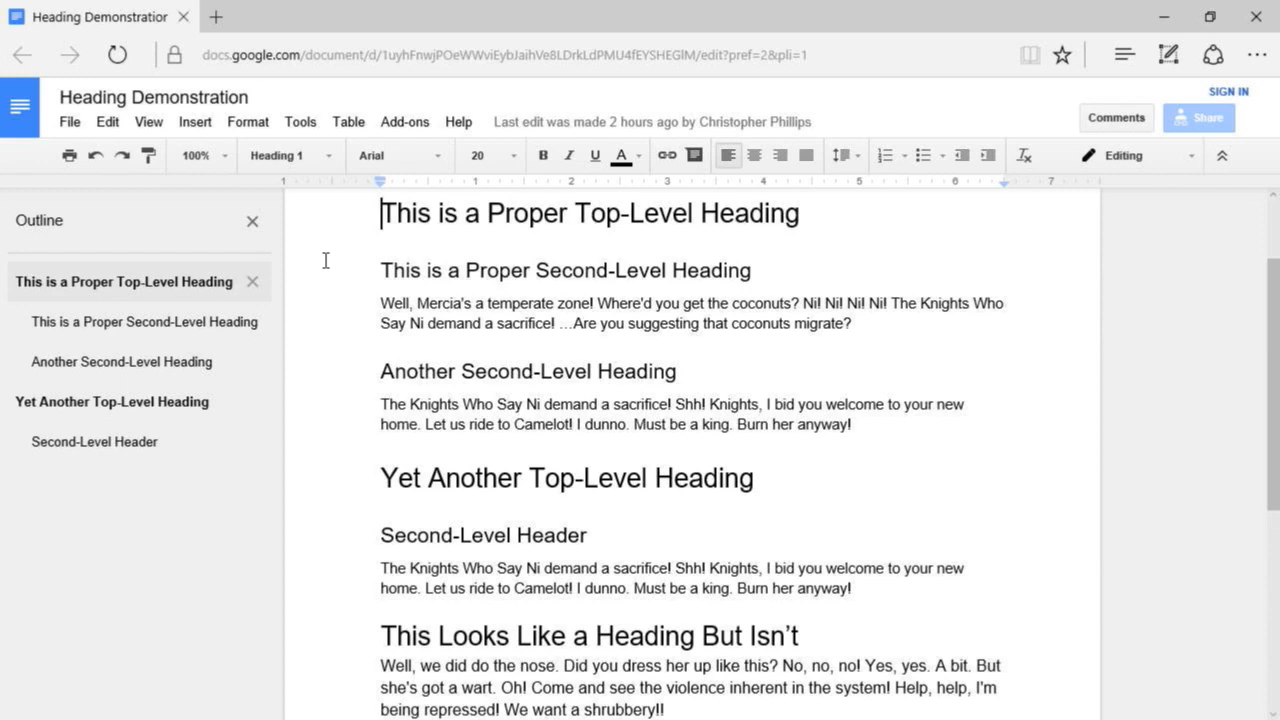 Heading Demonstration
docs.google.com/document/d/1uyhFnwjPOeWWviEybJaihVe8LDrkLdPMU4fEYSHEGlM/edit?pref=2&pli=1
Heading Demonstration
SIGN IN
File Edit View Insert Format Tools Table Add-ons Help Last edit was made 2 hours ago by Christopher Phillips
Comments Share
100% Heading 1 Arial 20 B I U A Editing
1 1 2 3 4 5 6 7
Outline
This is a Proper Top-Level Heading
This is a Proper Second-Level Heading
Another Second-Level Heading
Yet Another Top-Level Heading
Second-Level Header
This is a Proper Top-Level Heading
This is a Proper Second-Level Heading
Well, Mercia's a temperate zone! Where'd you get the coconuts? Ni! Ni! Ni! Ni! The Knights Who
Say Ni demand a sacrifice! …Are you suggesting that coconuts migrate?
Another Second-Level Heading
The Knights Who Say Ni demand a sacrifice! Shh! Knights, I bid you welcome to your new
home. Let us ride to Camelot! I dunno. Must be a king. Burn her anyway!
Yet Another Top-Level Heading
Second-Level Header
The Knights Who Say Ni demand a sacrifice! Shh! Knights, I bid you welcome to your new
home. Let us ride to Camelot! I dunno. Must be a king. Burn her anyway!
This Looks Like a Heading But Isn’t
Well, we did do the nose. Did you dress her up like this? No, no, no! Yes, yes. A bit. But
she's got a wart. Oh! Come and see the violence inherent in the system! Help, help, I'm
being repressed! We want a shrubbery!!